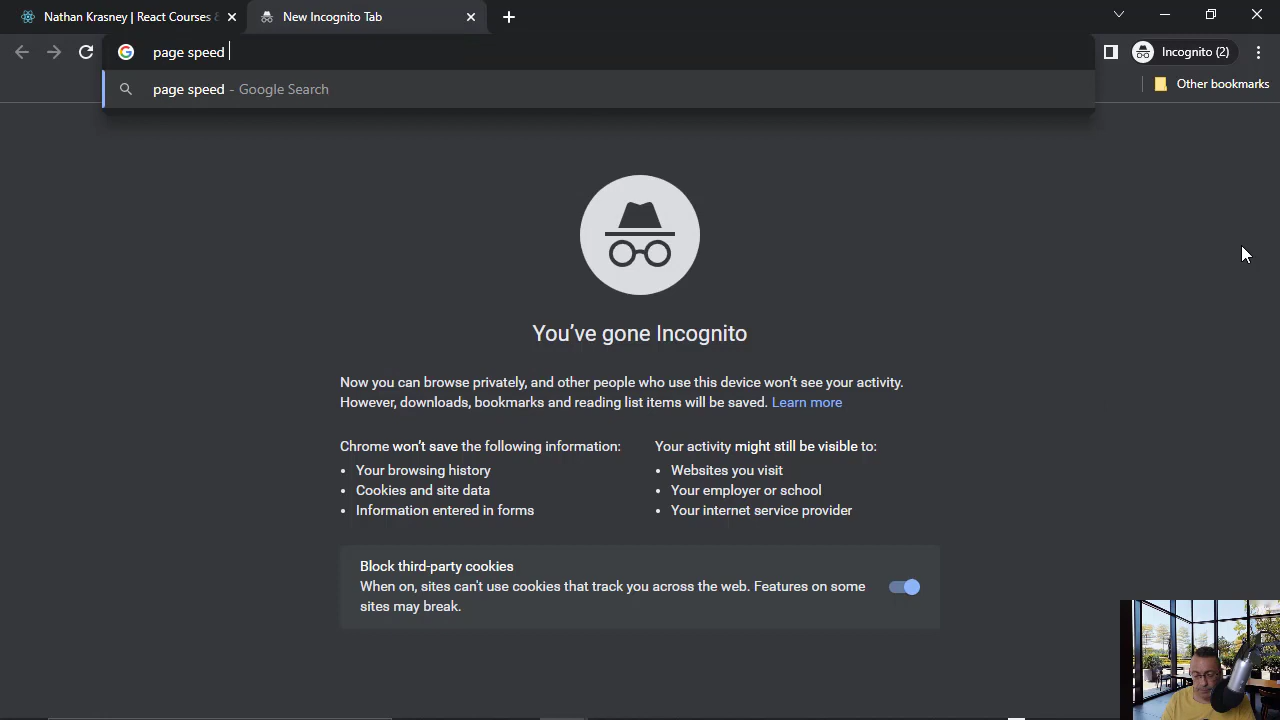 Nathan Krasney | React Courses &
New Incognito Tab
page speed
Incognito (2)
page speed - Google Search
Other bookmarks
You've gone Incognito
Now you can browse privately, and other people who use this device won't see your activity.
However, downloads, bookmarks and reading list items will be saved. Learn more
Chrome won't save the following information:
Your browsing history
Cookies and site data
Information entered in forms
Your activity might still be visible to:
Websites you visit
Your employer or school
Your internet service provider
Block third-party cookies
When on, sites can't use cookies that track you across the web. Features on some
sites may break.